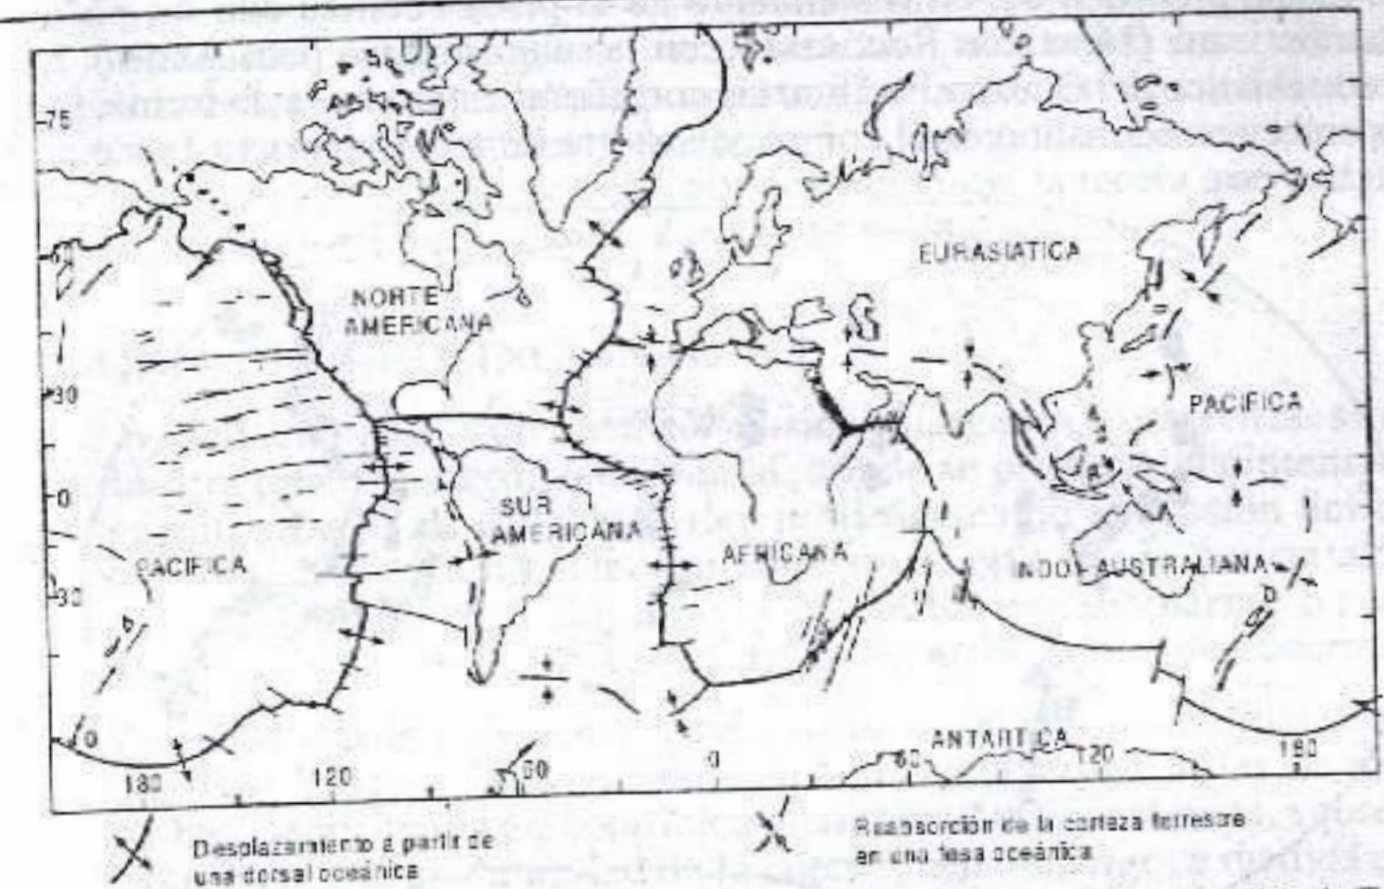 75
60
30
0
30
NORTE
AMERICANA
EURASIATICA
PACIFICA
SUR
AMERICANA
AFRICANA
PACIFICA
INDO-AUSTRALIANA
ANTARTICA
180
120
60
0
60
120
180
Desplazamiento a partir de
una dorsal oceánica
Reabsorción de la corteza terrestre
en una fosa oceánica